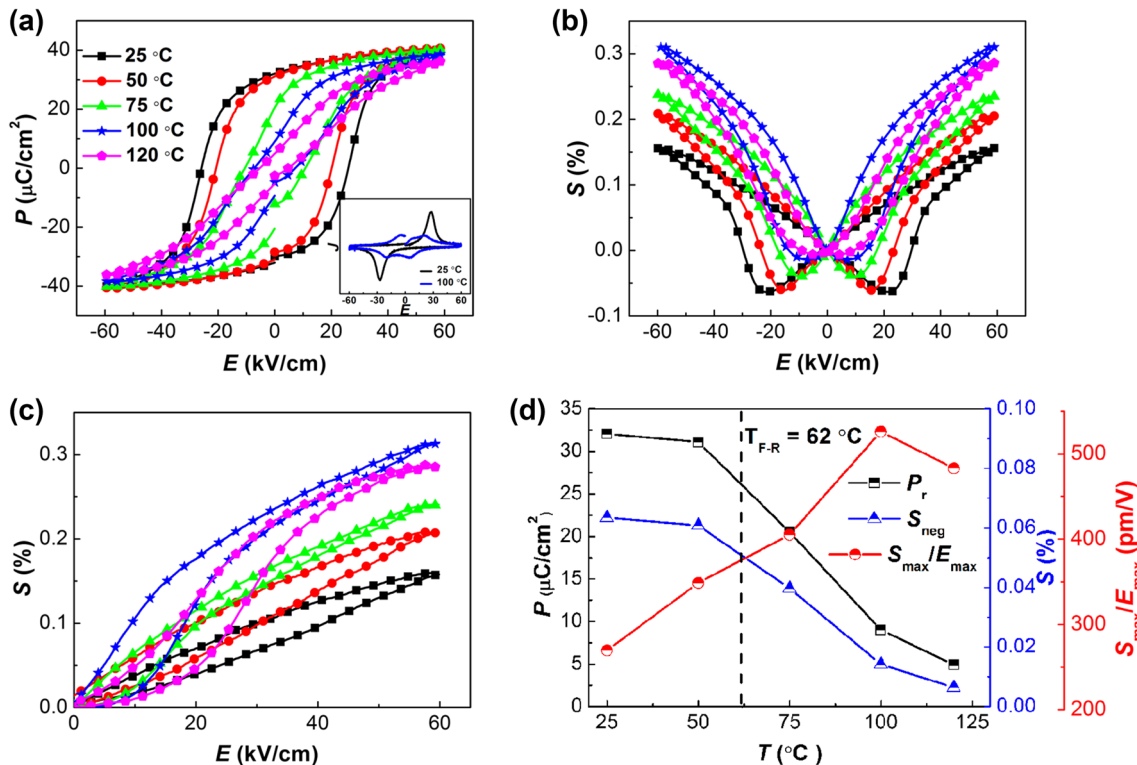 (a)
40
20
0
-20
-40
P (μC/cm²)
25 °C
50 °C
75 °C
100 °C
120 °C
25 °C
100 °C
-60 -30 0 30 60
E
-60 -40 -20 0 20 40 60
E (kV/cm)
(b)
0.3
0.2
0.1
0.0
-0.1
S (%)
-60 -40 -20 0 20 40 60
E (kV/cm)
(c)
0.3
0.2
0.1
0.0
S (%)
0 20 40 60
E (kV/cm)
(d)
35
30
25
20
15
10
5
0
P (μC/cm²)
T_F-R = 62 °C
P_r
S_neg
S_max/E_max
0.10
0.08
0.06
0.04
0.02
0.00
S (%)
500
400
300
200
S_max/E_max (pm/V)
25 50 75 100 125
T (°C)